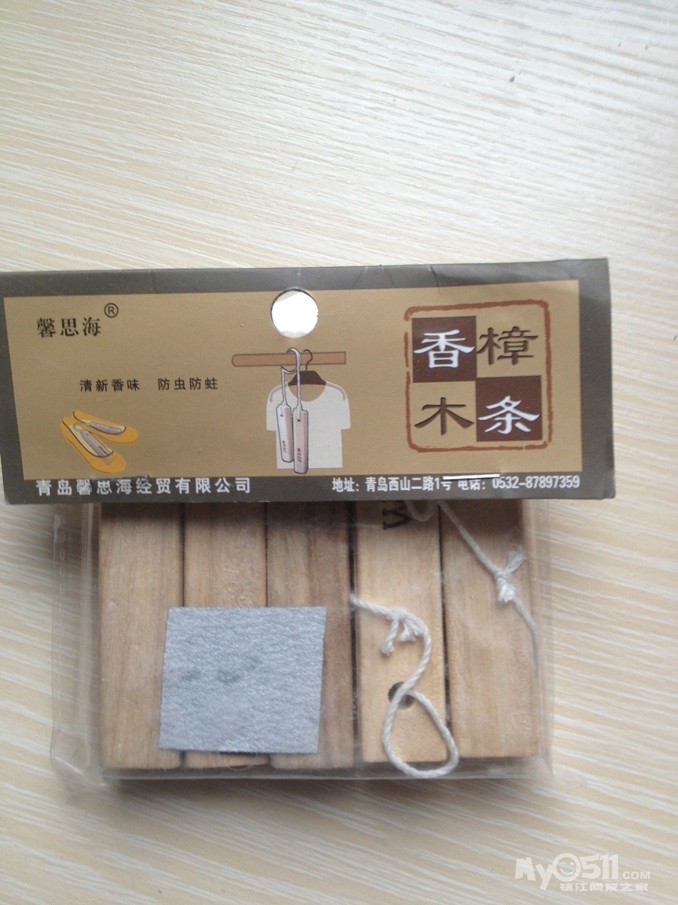 馨思海®
清新香味 防虫防蛀
香樟
木条
青岛馨思海经贸有限公司
地址：青岛西山二路1号 电话：0532-87897359
MyO511.COM
镇江网友之家